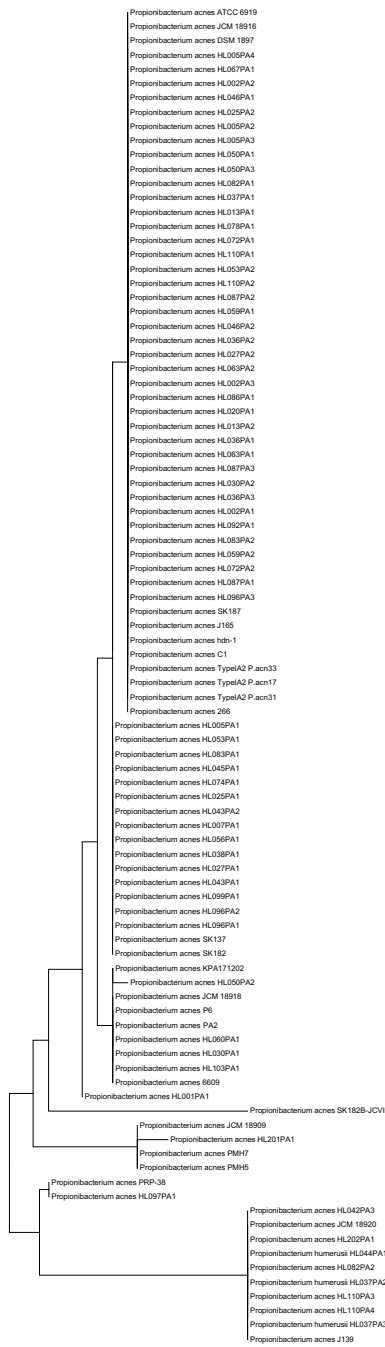 Propionibacterium acnes ATCC 6919
Propionibacterium acnes JCM 18916
Propionibacterium acnes DSM 1897
Propionibacterium acnes HL005PA4
Propionibacterium acnes HL067PA1
Propionibacterium acnes HL002PA2
Propionibacterium acnes HL046PA1
Propionibacterium acnes HL025PA2
Propionibacterium acnes HL005PA2
Propionibacterium acnes HL005PA3
Propionibacterium acnes HL050PA1
Propionibacterium acnes HL050PA3
Propionibacterium acnes HL082PA1
Propionibacterium acnes HL037PA1
Propionibacterium acnes HL013PA1
Propionibacterium acnes HL078PA1
Propionibacterium acnes HL072PA1
Propionibacterium acnes HL110PA1
Propionibacterium acnes HL053PA2
Propionibacterium acnes HL110PA2
Propionibacterium acnes HL087PA2
Propionibacterium acnes HL059PA1
Propionibacterium acnes HL046PA2
Propionibacterium acnes HL036PA2
Propionibacterium acnes HL027PA2
Propionibacterium acnes HL063PA2
Propionibacterium acnes HL002PA3
Propionibacterium acnes HL086PA1
Propionibacterium acnes HL020PA1
Propionibacterium acnes HL013PA2
Propionibacterium acnes HL036PA1
Propionibacterium acnes HL063PA1
Propionibacterium acnes HL087PA3
Propionibacterium acnes HL030PA2
Propionibacterium acnes HL036PA3
Propionibacterium acnes HL002PA1
Propionibacterium acnes HL092PA1
Propionibacterium acnes HL083PA2
Propionibacterium acnes HL059PA2
Propionibacterium acnes HL072PA2
Propionibacterium acnes HL087PA1
Propionibacterium acnes HL096PA3
Propionibacterium acnes SK187
Propionibacterium acnes J165
Propionibacterium acnes hdn-1
Propionibacterium acnes C1
Propionibacterium acnes TypeIA2 P.acn33
Propionibacterium acnes TypeIA2 P.acn17
Propionibacterium acnes TypeIA2 P.acn31
Propionibacterium acnes 266
Propionibacterium acnes HL005PA1
Propionibacterium acnes HL053PA1
Propionibacterium acnes HL083PA1
Propionibacterium acnes HL045PA1
Propionibacterium acnes HL074PA1
Propionibacterium acnes HL025PA1
Propionibacterium acnes HL043PA2
Propionibacterium acnes HL007PA1
Propionibacterium acnes HL056PA1
Propionibacterium acnes HL038PA1
Propionibacterium acnes HL027PA1
Propionibacterium acnes HL043PA1
Propionibacterium acnes HL099PA1
Propionibacterium acnes HL096PA2
Propionibacterium acnes HL096PA1
Propionibacterium acnes SK137
Propionibacterium acnes SK182
Propionibacterium acnes KPA171202
Propionibacterium acnes HL050PA2
Propionibacterium acnes JCM 18918
Propionibacterium acnes P6
Propionibacterium acnes PA2
Propionibacterium acnes HL060PA1
Propionibacterium acnes HL030PA1
Propionibacterium acnes HL103PA1
Propionibacterium acnes 6609
Propionibacterium acnes HL001PA1
Propionibacterium acnes SK182B-JCVI
Propionibacterium acnes JCM 18909
Propionibacterium acnes HL201PA1
Propionibacterium acnes PMH7
Propionibacterium acnes PMH5
Propionibacterium acnes PRP-38
Propionibacterium acnes HL097PA1
Propionibacterium acnes HL042PA3
Propionibacterium acnes JCM 18920
Propionibacterium acnes HL202PA1
Propionibacterium humerusii HL044PA1
Propionibacterium acnes HL082PA2
Propionibacterium humerusii HL037PA2
Propionibacterium acnes HL110PA3
Propionibacterium acnes HL110PA4
Propionibacterium humerusii HL037PA3
Propionibacterium acnes J139